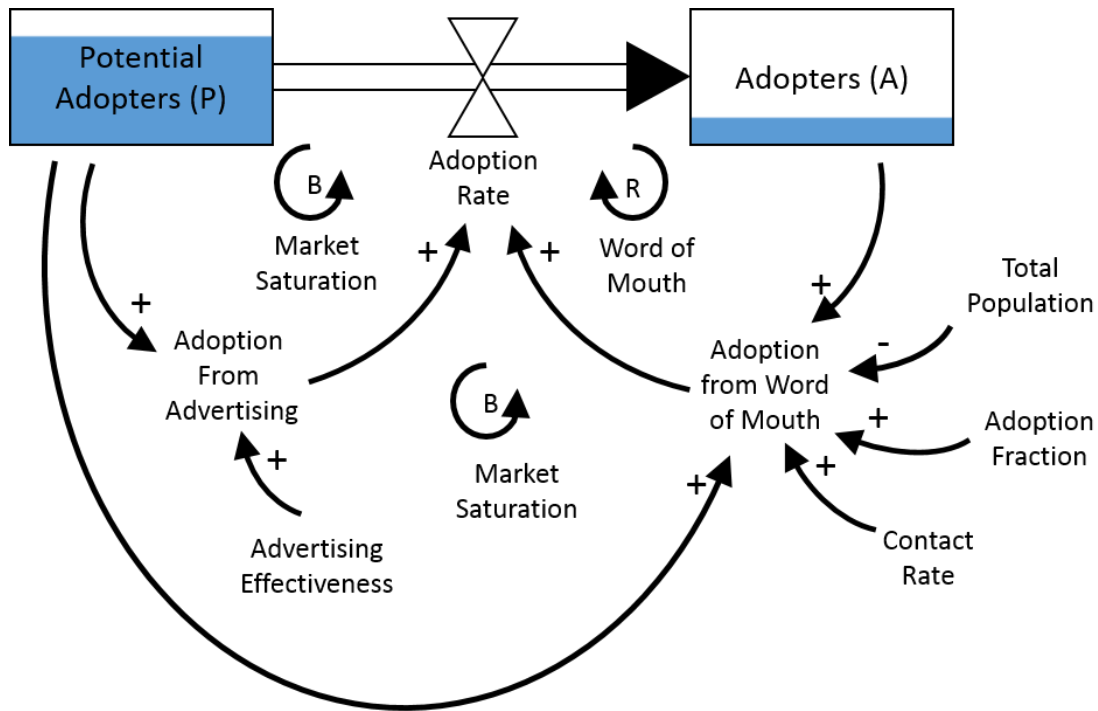 Potential
Adopters (P)
Adopters (A)
Adoption
Rate
B
R
Market
Saturation
Word of
Mouth
+
+
+
+
Total
Population
-
Adoption
From
Advertising
Adoption
from Word
of Mouth
B
+
Adoption
Fraction
+
+
+
Market
Saturation
Advertising
Effectiveness
Contact
Rate